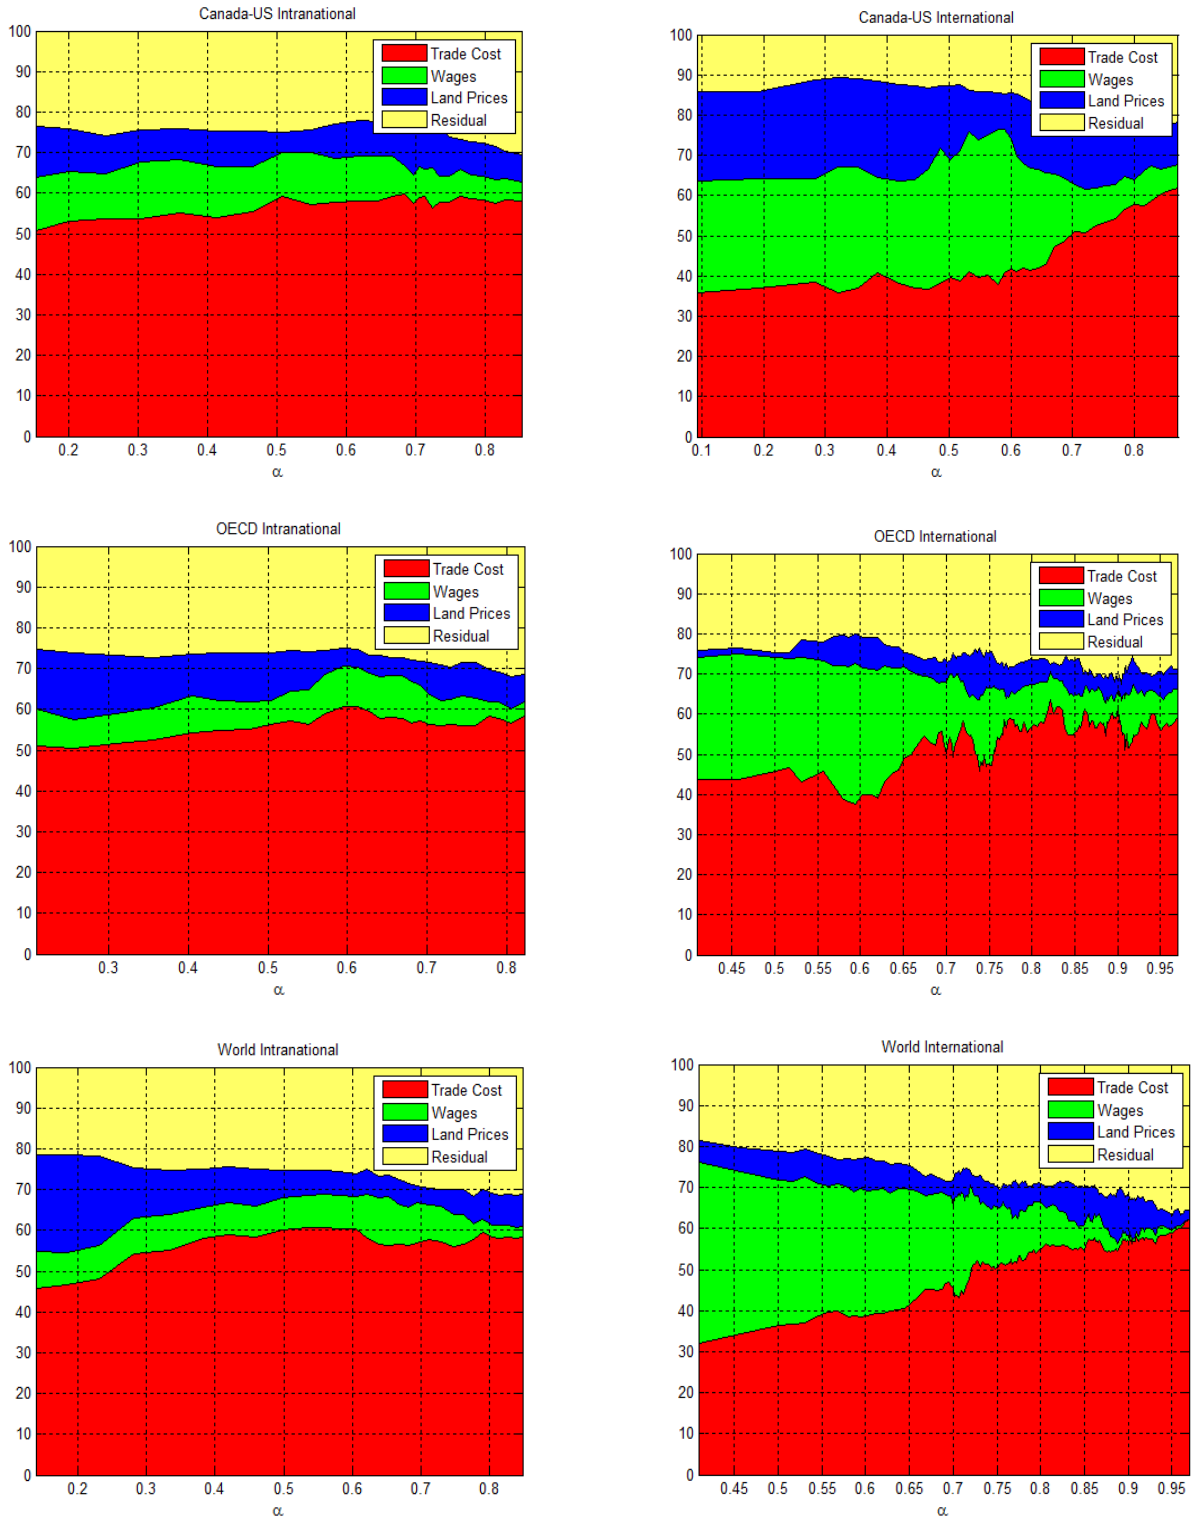 Canada-US Intranational
100
90
80
70
60
50
40
30
20
10
0
Trade Cost
Wages
Land Prices
Residual
0.2 0.3 0.4 0.5 0.6 0.7 0.8
α
Canada-US International
100
90
80
70
60
50
40
30
20
10
0
Trade Cost
Wages
Land Prices
Residual
0.1 0.2 0.3 0.4 0.5 0.6 0.7 0.8
α
OECD Intranational
100
90
80
70
60
50
40
30
20
10
0
Trade Cost
Wages
Land Prices
Residual
0.3 0.4 0.5 0.6 0.7 0.8
α
OECD International
100
90
80
70
60
50
40
30
20
10
0
Trade Cost
Wages
Land Prices
Residual
0.45 0.5 0.55 0.6 0.65 0.7 0.75 0.8 0.85 0.9 0.95
α
World Intranational
100
90
80
70
60
50
40
30
20
10
0
Trade Cost
Wages
Land Prices
Residual
0.2 0.3 0.4 0.5 0.6 0.7 0.8
α
World International
100
90
80
70
60
50
40
30
20
10
0
Trade Cost
Wages
Land Prices
Residual
0.45 0.5 0.55 0.6 0.65 0.7 0.75 0.8 0.85 0.9 0.95
α